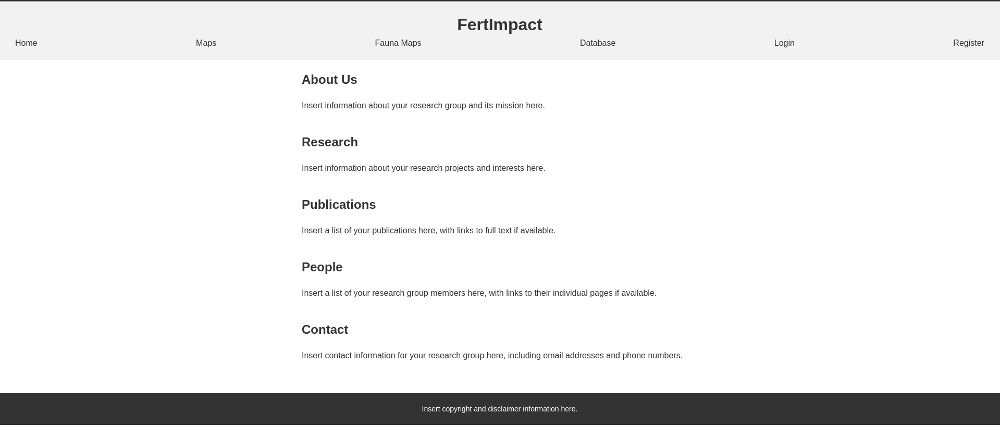 FertImpact
Home Maps Fauna Maps Database Login Register
About Us
Insert information about your research group and its mission here.
Research
Insert information about your research projects and interests here.
Publications
Insert a list of your publications here, with links to full text if available.
People
Insert a list of your research group members here, with links to their individual pages if available.
Contact
Insert contact information for your research group here, including email addresses and phone numbers.
Insert copyright and disclaimer information here.